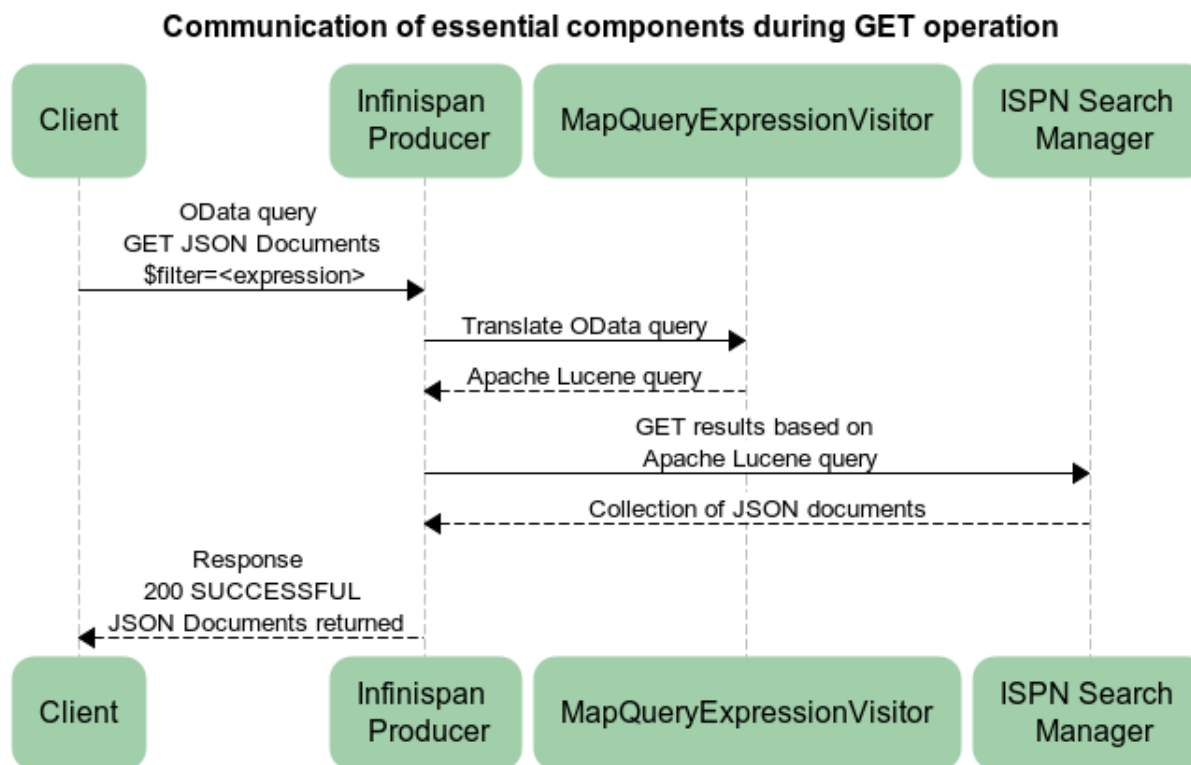 Communication of essential components during GET operation
Client
Infinispan
Producer
MapQueryExpressionVisitor
ISPN Search
Manager
OData query
GET JSON Documents
$filter=<expression>
Translate OData query
Apache Lucene query
GET results based on
Apache Lucene query
Collection of JSON documents
Response
200 SUCCESSFUL
JSON Documents returned
Client
Infinispan
Producer
MapQueryExpressionVisitor
ISPN Search
Manager